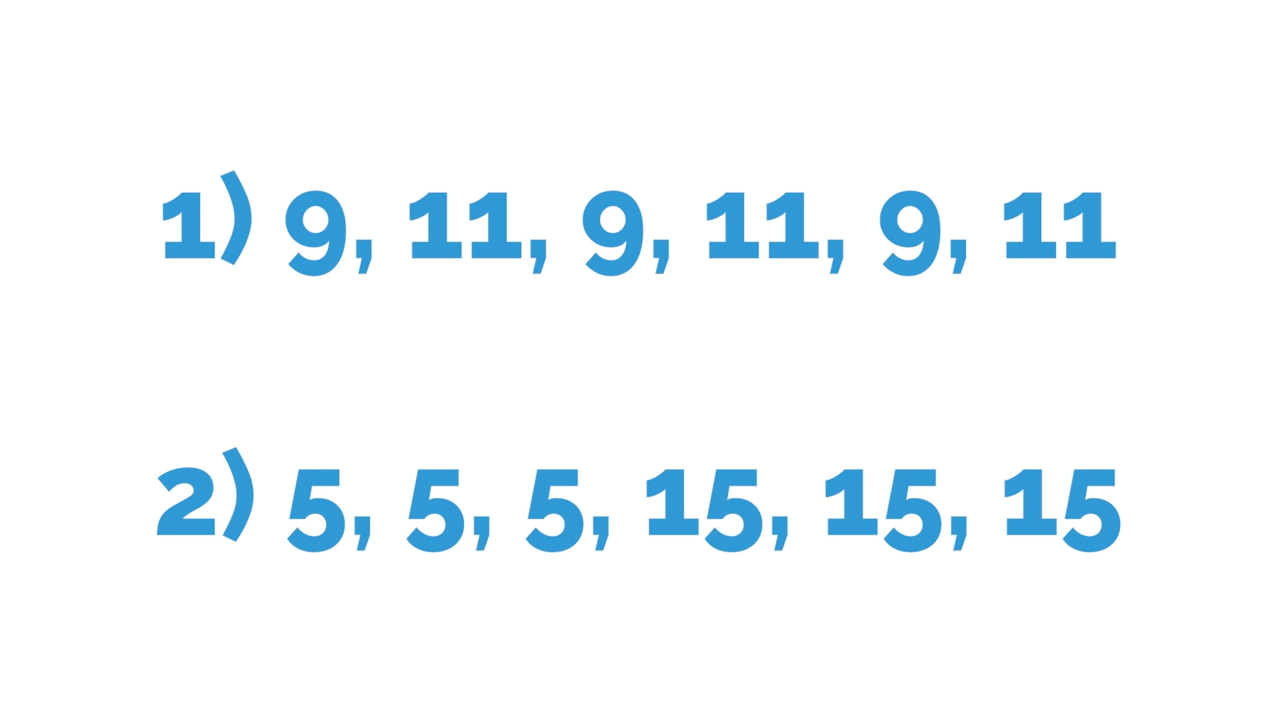 1) 9, 11, 9, 11, 9, 11
2) 5, 5, 5, 15, 15, 15